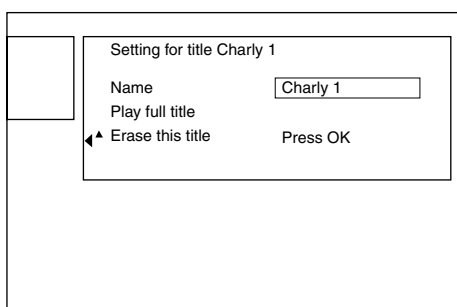 Setting for title Charly 1
Name Charly 1
Play full title
Erase this title Press OK